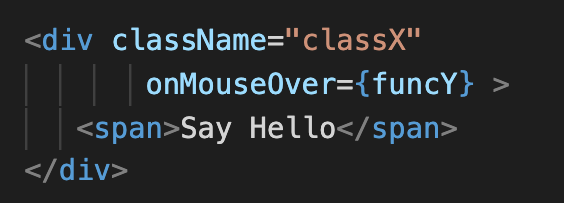 <div className="classX"
       onMouseOver={funcY} >
   <span>Say Hello</span>
</div>